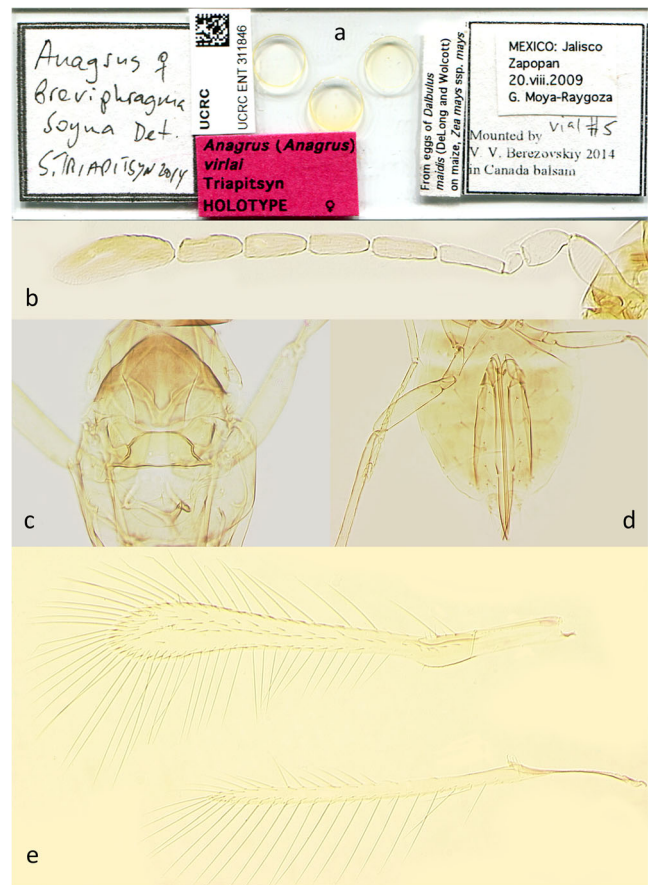 a
Anagrus ♀
Breviphragma
Soyna Det.
S. TRIAPITSYN 2014
UCRC
UCRC ENT 311846
Anagrus (Anagrus)
virlai
Triapitsyn
HOLOTYPE ♀
From eggs of Dalbulus
maidis (DeLong and Wolcott)
on maize, Zea mays ssp. mays
MEXICO: Jalisco
Zapopan
20.viii.2009
G. Moya-Raygoza
vial #5
Mounted by
V. V. Berezovskiy 2014
in Canada balsam
b
c
d
e